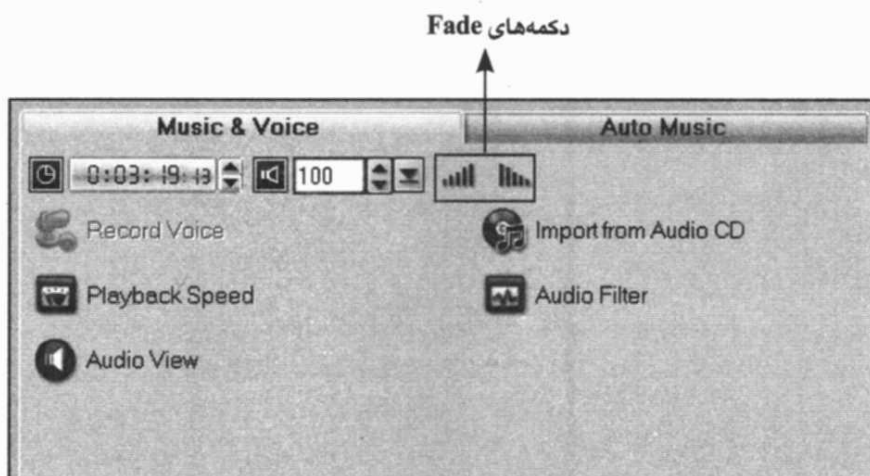 دکمه‌های Fade
Music & Voice Auto Music
0:03:19:13 100
Record Voice Import from Audio CD
Playback Speed Audio Filter
Audio View